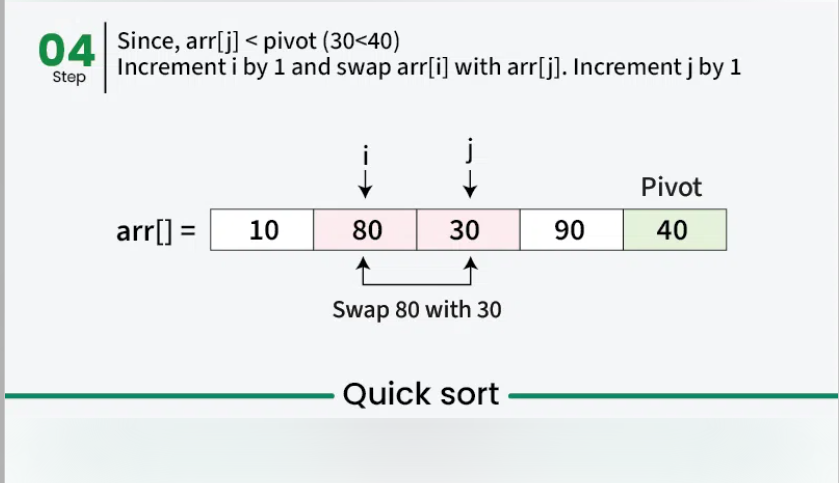 04
Step
Since, arr[j] < pivot (30<40)
Increment i by 1 and swap arr[i] with arr[j]. Increment j by 1
i
j
Pivot
arr[] = 10 80 30 90 40
Swap 80 with 30
Quick sort